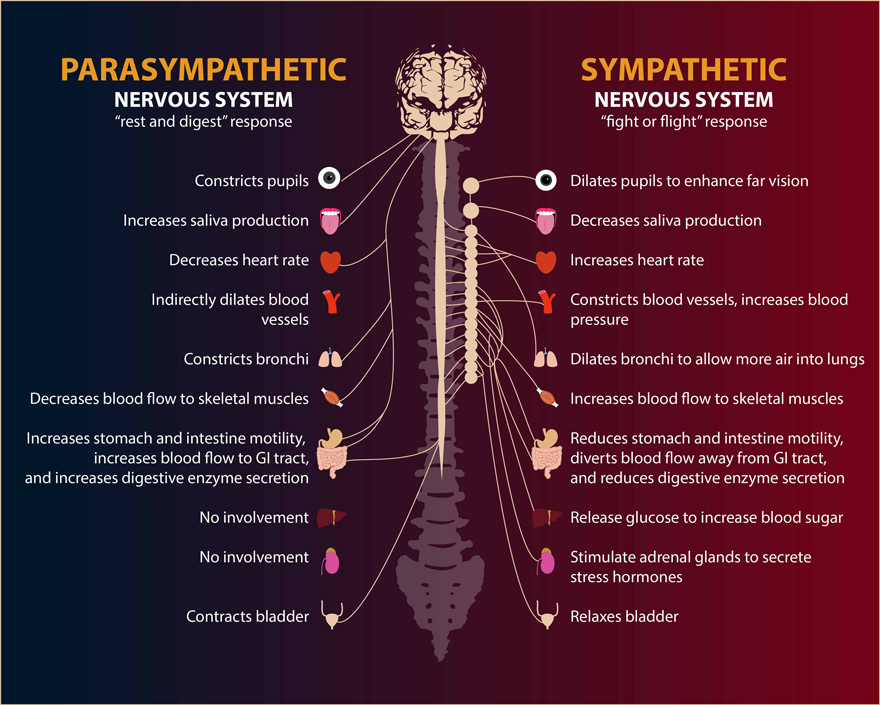 PARASYMPATHETIC
NERVOUS SYSTEM
“rest and digest” response
SYMPATHETIC
NERVOUS SYSTEM
“fight or flight” response
Constricts pupils
Dilates pupils to enhance far vision
Increases saliva production
Decreases saliva production
Decreases heart rate
Increases heart rate
Indirectly dilates blood
vessels
Constricts blood vessels, increases blood
pressure
Constricts bronchi
Dilates bronchi to allow more air into lungs
Decreases blood flow to skeletal muscles
Increases blood flow to skeletal muscles
Increases stomach and intestine motility,
increases blood flow to GI tract,
and increases digestive enzyme secretion
Reduces stomach and intestine motility,
diverts blood flow away from GI tract,
and reduces digestive enzyme secretion
No involvement
Release glucose to increase blood sugar
No involvement
Stimulate adrenal glands to secrete
stress hormones
Contracts bladder
Relaxes bladder